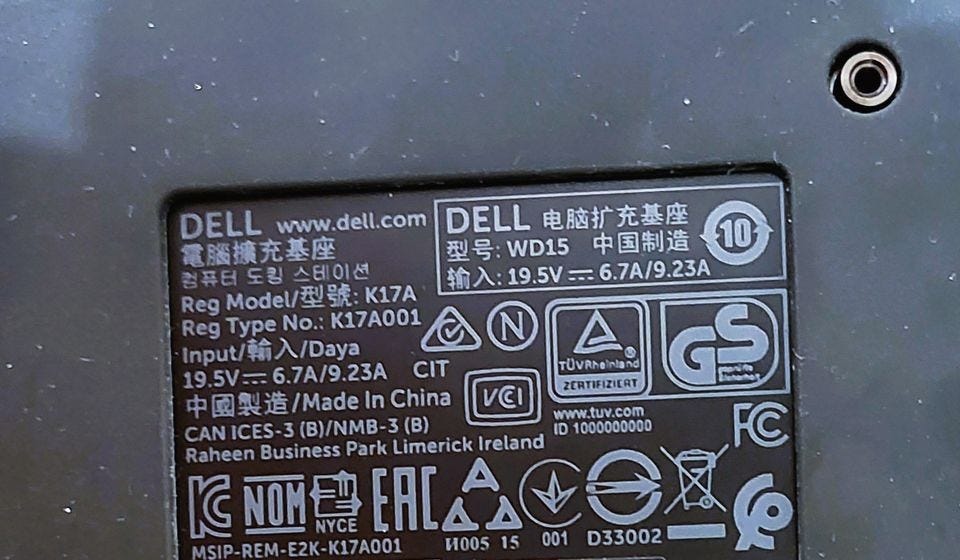 DELL www.dell.com
電腦擴充基座
컴퓨터 도킹 스테이션
Reg Model/型號: K17A
Reg Type No.: K17A001
Input/輸入/Daya
19.5V⎓ 6.7A/9.23A
中國製造/Made In China
CAN ICES-3 (B)/NMB-3 (B)
Raheen Business Park Limerick Ireland
DELL 电脑扩充基座
型号: WD15 中国制造
输入: 19.5V⎓ 6.7A/9.23A
10
N
CIT
VCI
TÜVRheinland
ZERTIFIZIERT
GS
geprüfte
Sicherheit
www.tuv.com
ID 1000000000
FC
KC NOM
NYCE
EAC
И005 15
001
D33002
MSIP-REM-E2K-K17A001